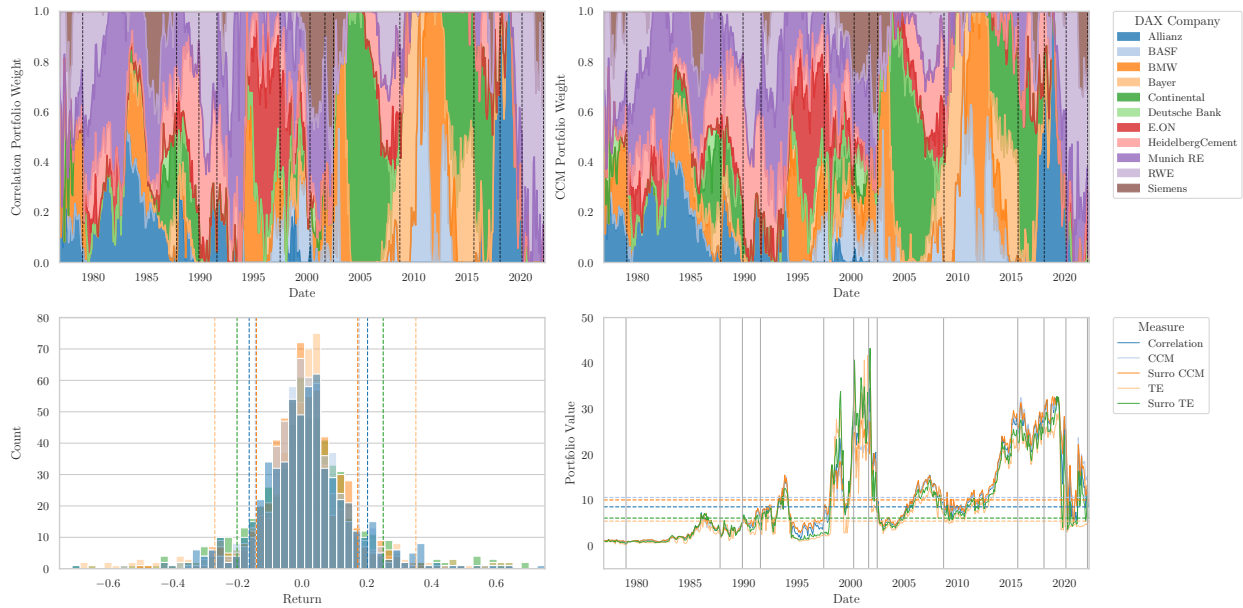 Correlation Portfolio Weight
1.0
0.8
0.6
0.4
0.2
0.0
1980 1985 1990 1995 2000 2005 2010 2015 2020
Date
CCM Portfolio Weight
1.0
0.8
0.6
0.4
0.2
0.0
1980 1985 1990 1995 2000 2005 2010 2015 2020
Date
DAX Company
Allianz
BASF
BMW
Bayer
Continental
Deutsche Bank
E.ON
HeidelbergCement
Munich RE
RWE
Siemens
Count
80
70
60
50
40
30
20
10
0
−0.6 −0.4 −0.2 0.0 0.2 0.4 0.6
Return
Portfolio Value
50
40
30
20
10
0
1980 1985 1990 1995 2000 2005 2010 2015 2020
Date
Measure
Correlation
CCM
Surro CCM
TE
Surro TE